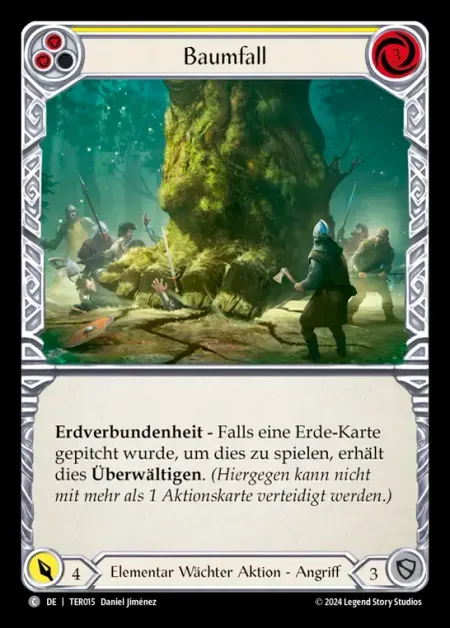 Baumfall
3
Erdverbundenheit - Falls eine Erde-Karte
gepitcht wurde, um dies zu spielen, erhält
dies Überwältigen. (Hiergegen kann nicht
mit mehr als 1 Aktionskarte verteidigt werden.)
4
Elementar Wächter Aktion - Angriff
3
C DE | TER015 Daniel Jiménez
© 2024 Legend Story Studios